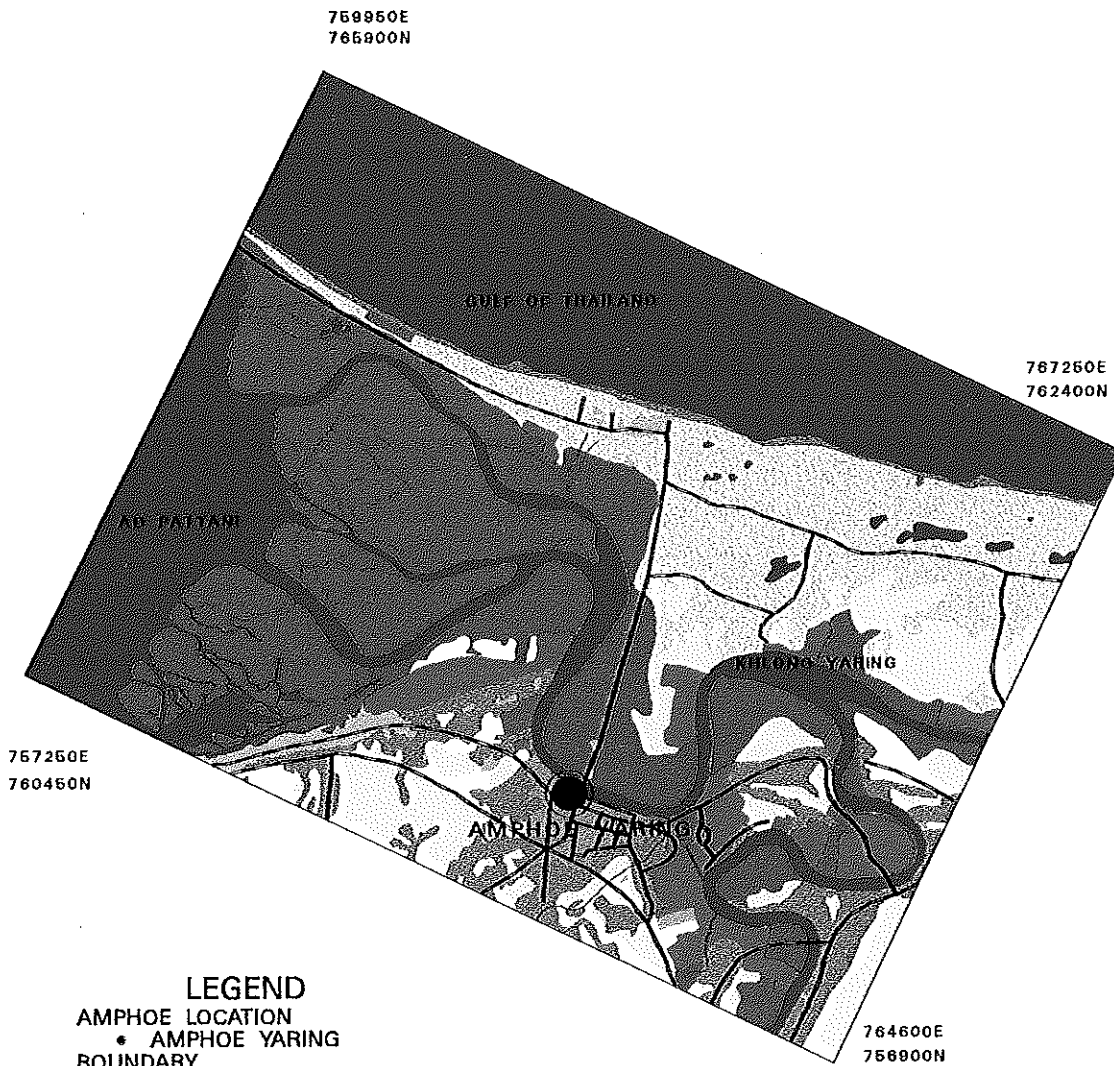 759950E
765900N
GULF OF THAILAND
767250E
762400N
AO PATTANI
KHLONG YARING
757250E
760450N
AMPHOE YARING
LEGEND
AMPHOE LOCATION
• AMPHOE YARING
BOUNDARY
764600E
756900N